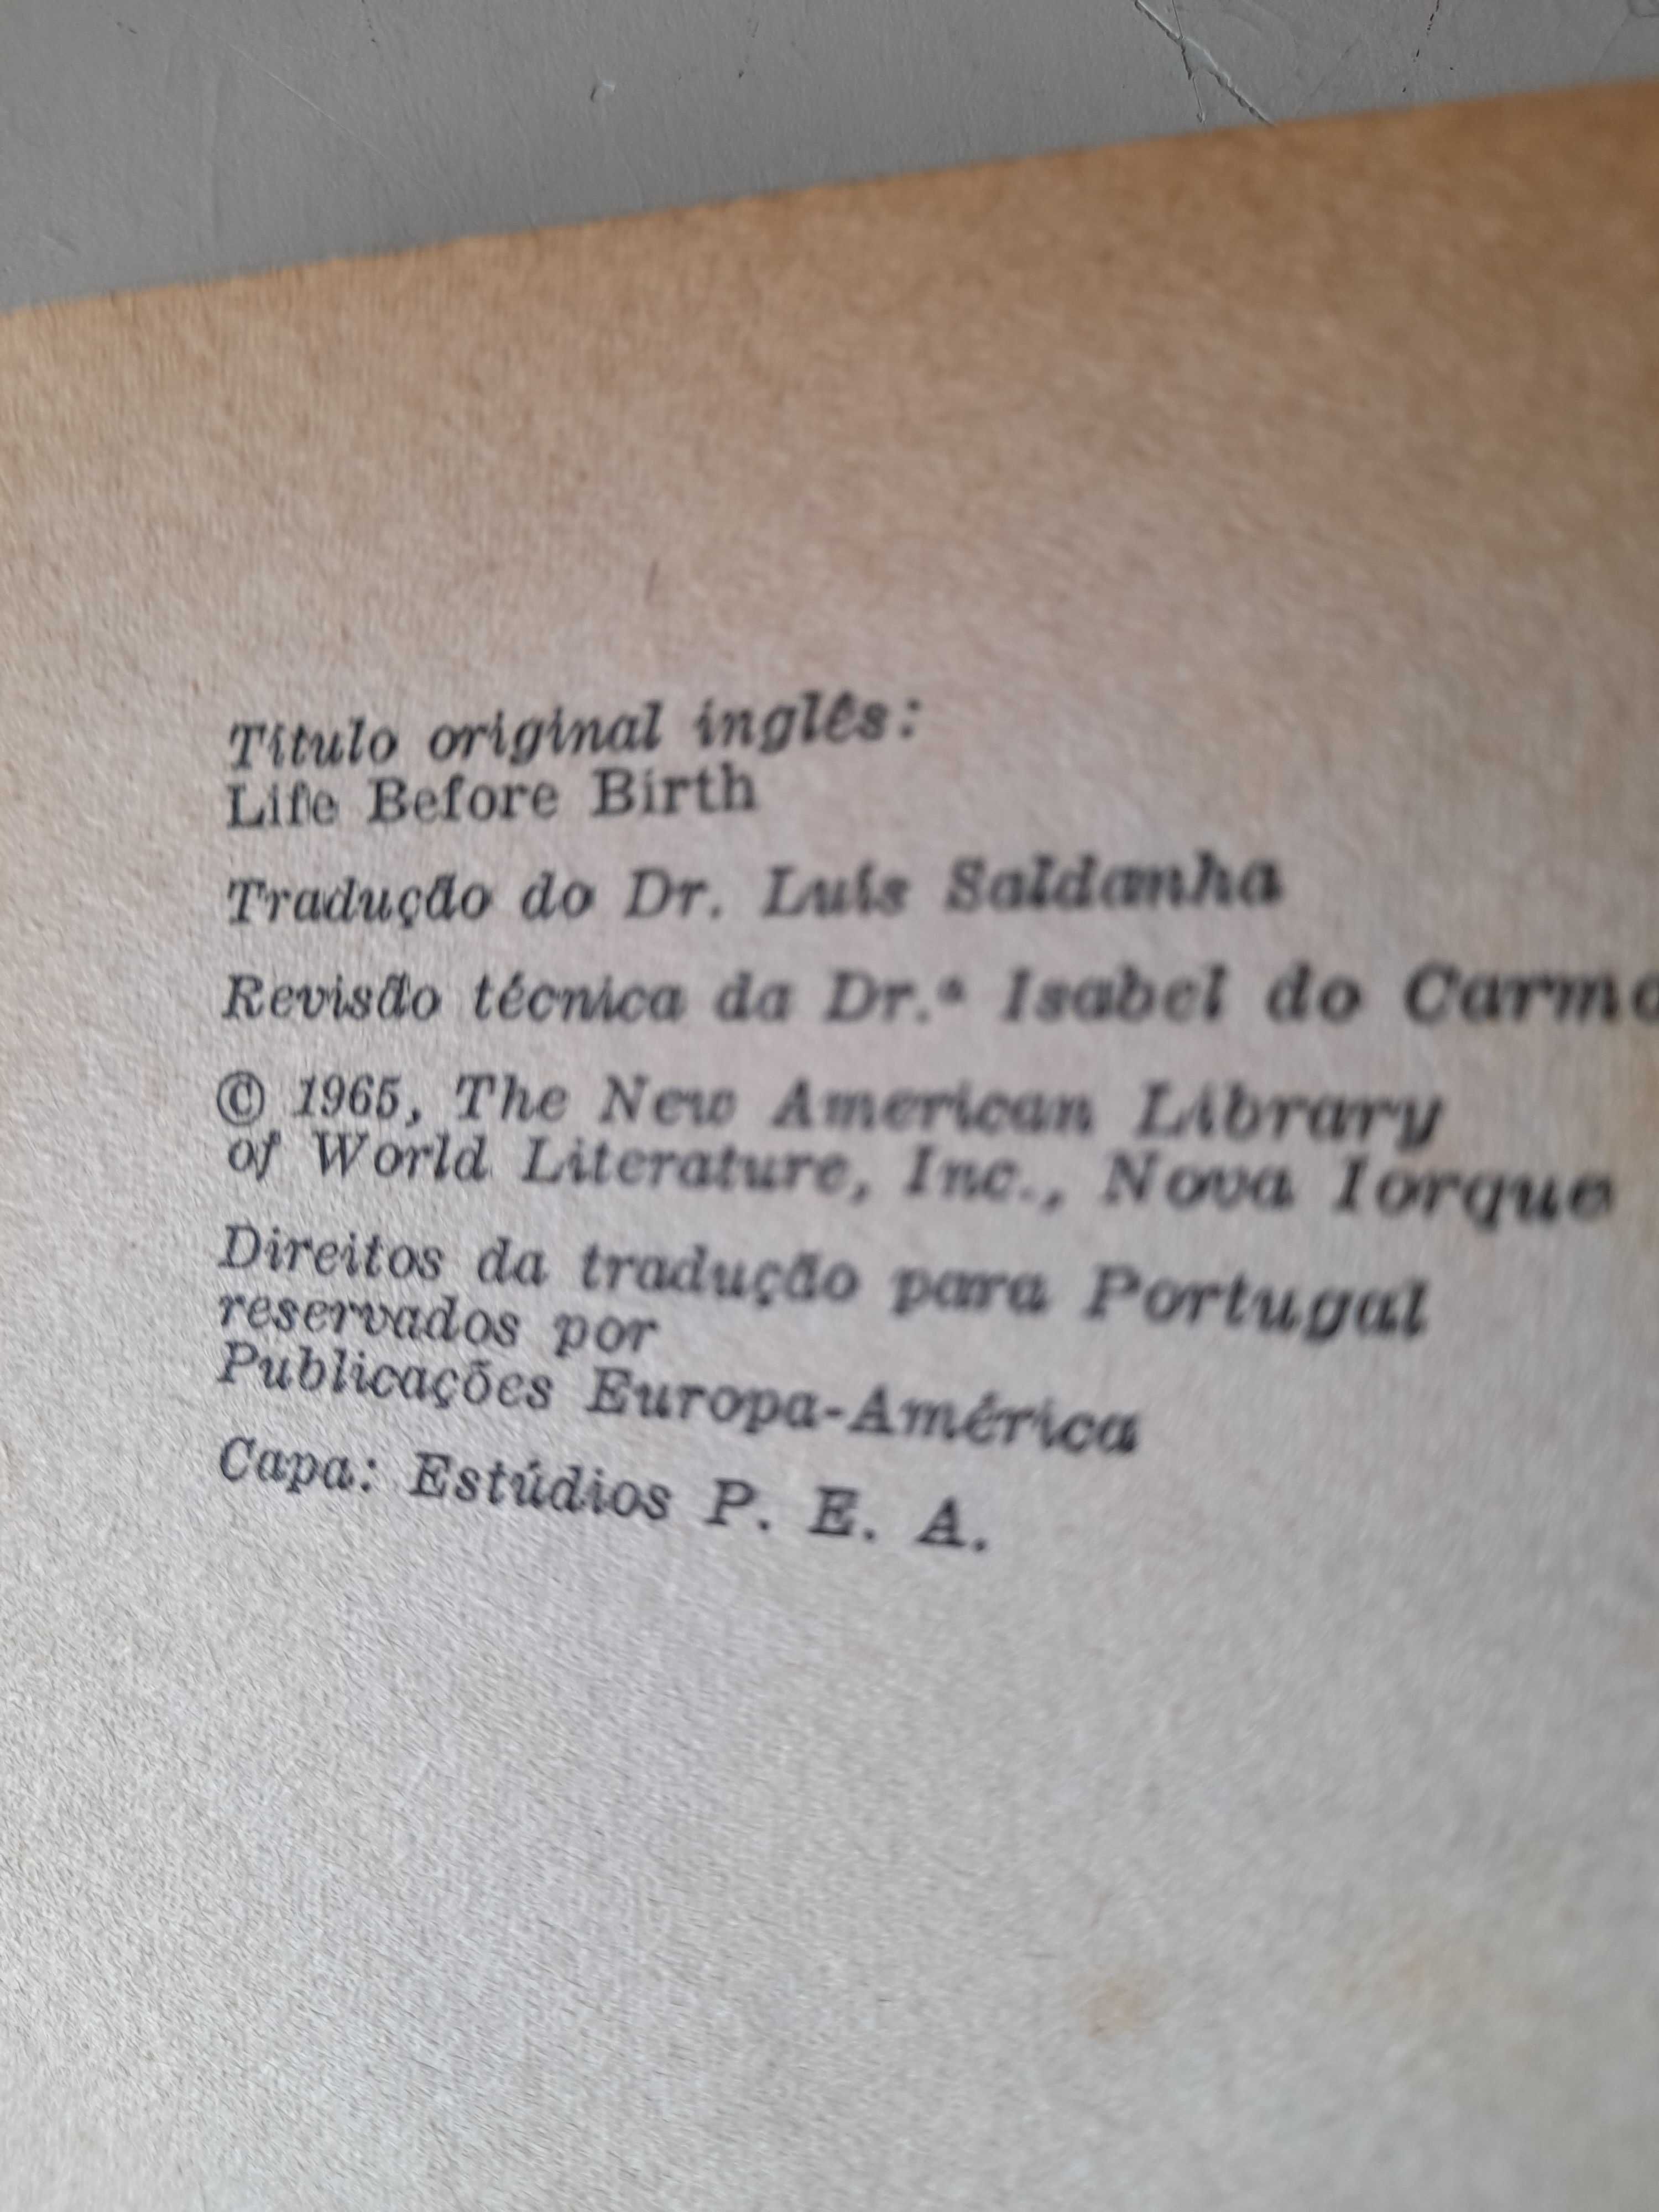 Título original inglês:
Life Before Birth
Tradução do Dr. Luís Saldanha
Revisão técnica da Dr.ª Isabel do Carmo
© 1965, The New American Library
of World Literature, Inc., Nova Iorque
Direitos da tradução para Portugal
reservados por
Publicações Europa-América
Capa: Estúdios P. E. A.